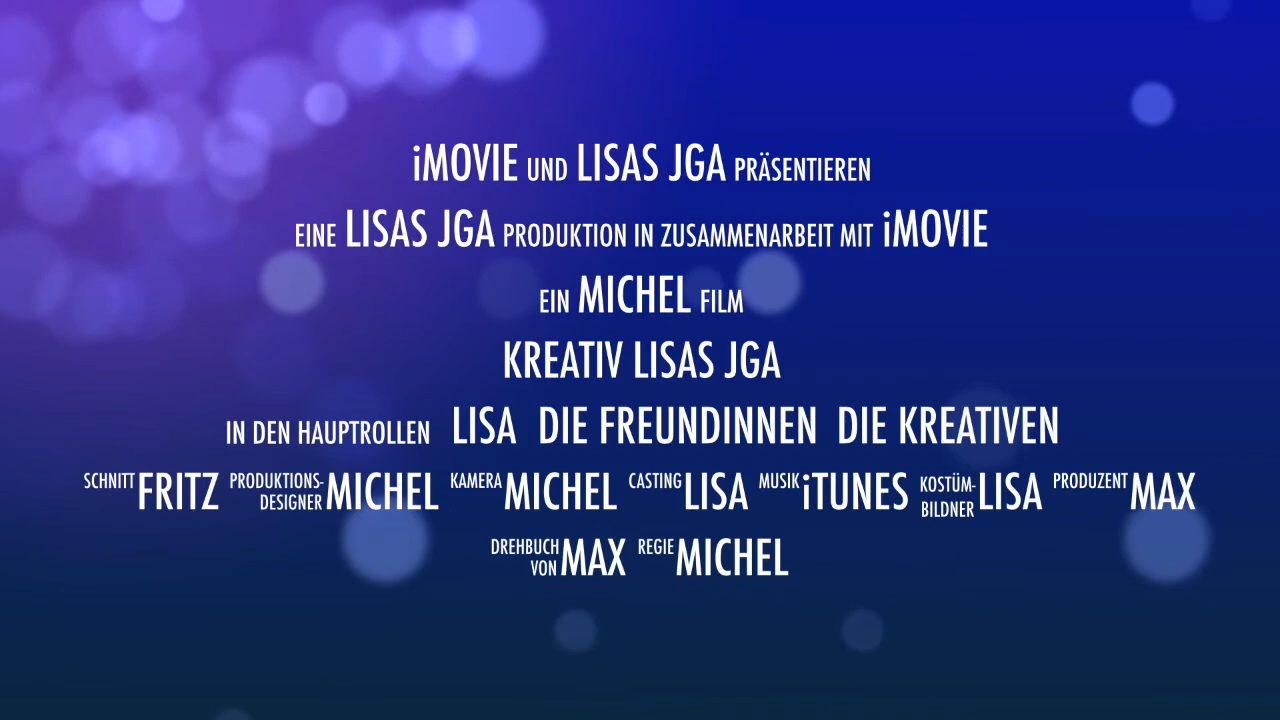 iMOVIE UND LISAS JGA PRÄSENTIEREN
EINE LISAS JGA PRODUKTION IN ZUSAMMENARBEIT MIT iMOVIE
EIN MICHEL FILM
KREATIV LISAS JGA
IN DEN HAUPTROLLEN LISA DIE FREUNDINNEN DIE KREATIVEN
SCHNITT FRITZ PRODUKTIONS-DESIGNER MICHEL KAMERA MICHEL CASTING LISA MUSIK iTUNES KOSTÜM-BILDNER LISA PRODUZENT MAX
DREHBUCH VON MAX REGIE MICHEL